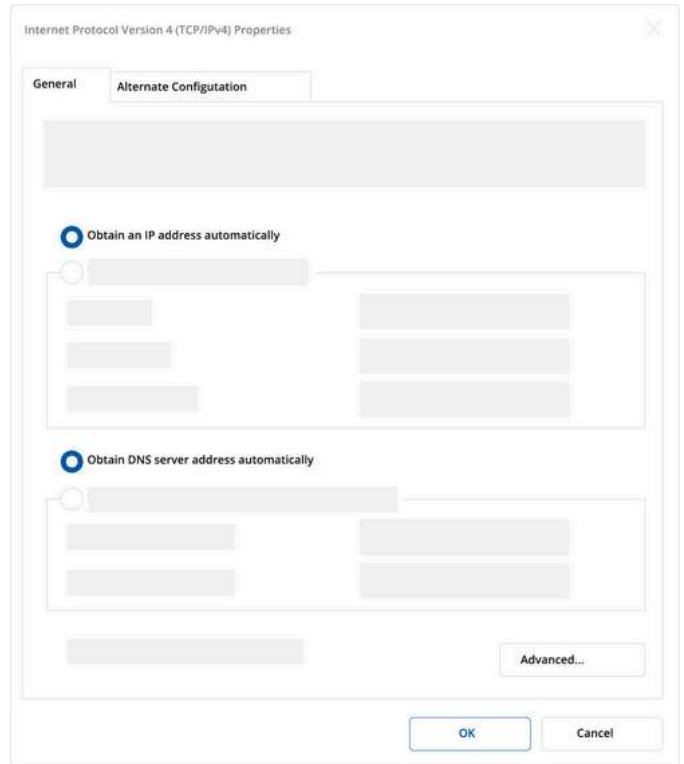 Internet Protocol Version 4 (TCP/IPv4) Properties
General
Alternate Configutation
Obtain an IP address automatically
Obtain DNS server address automatically
Advanced...
OK
Cancel